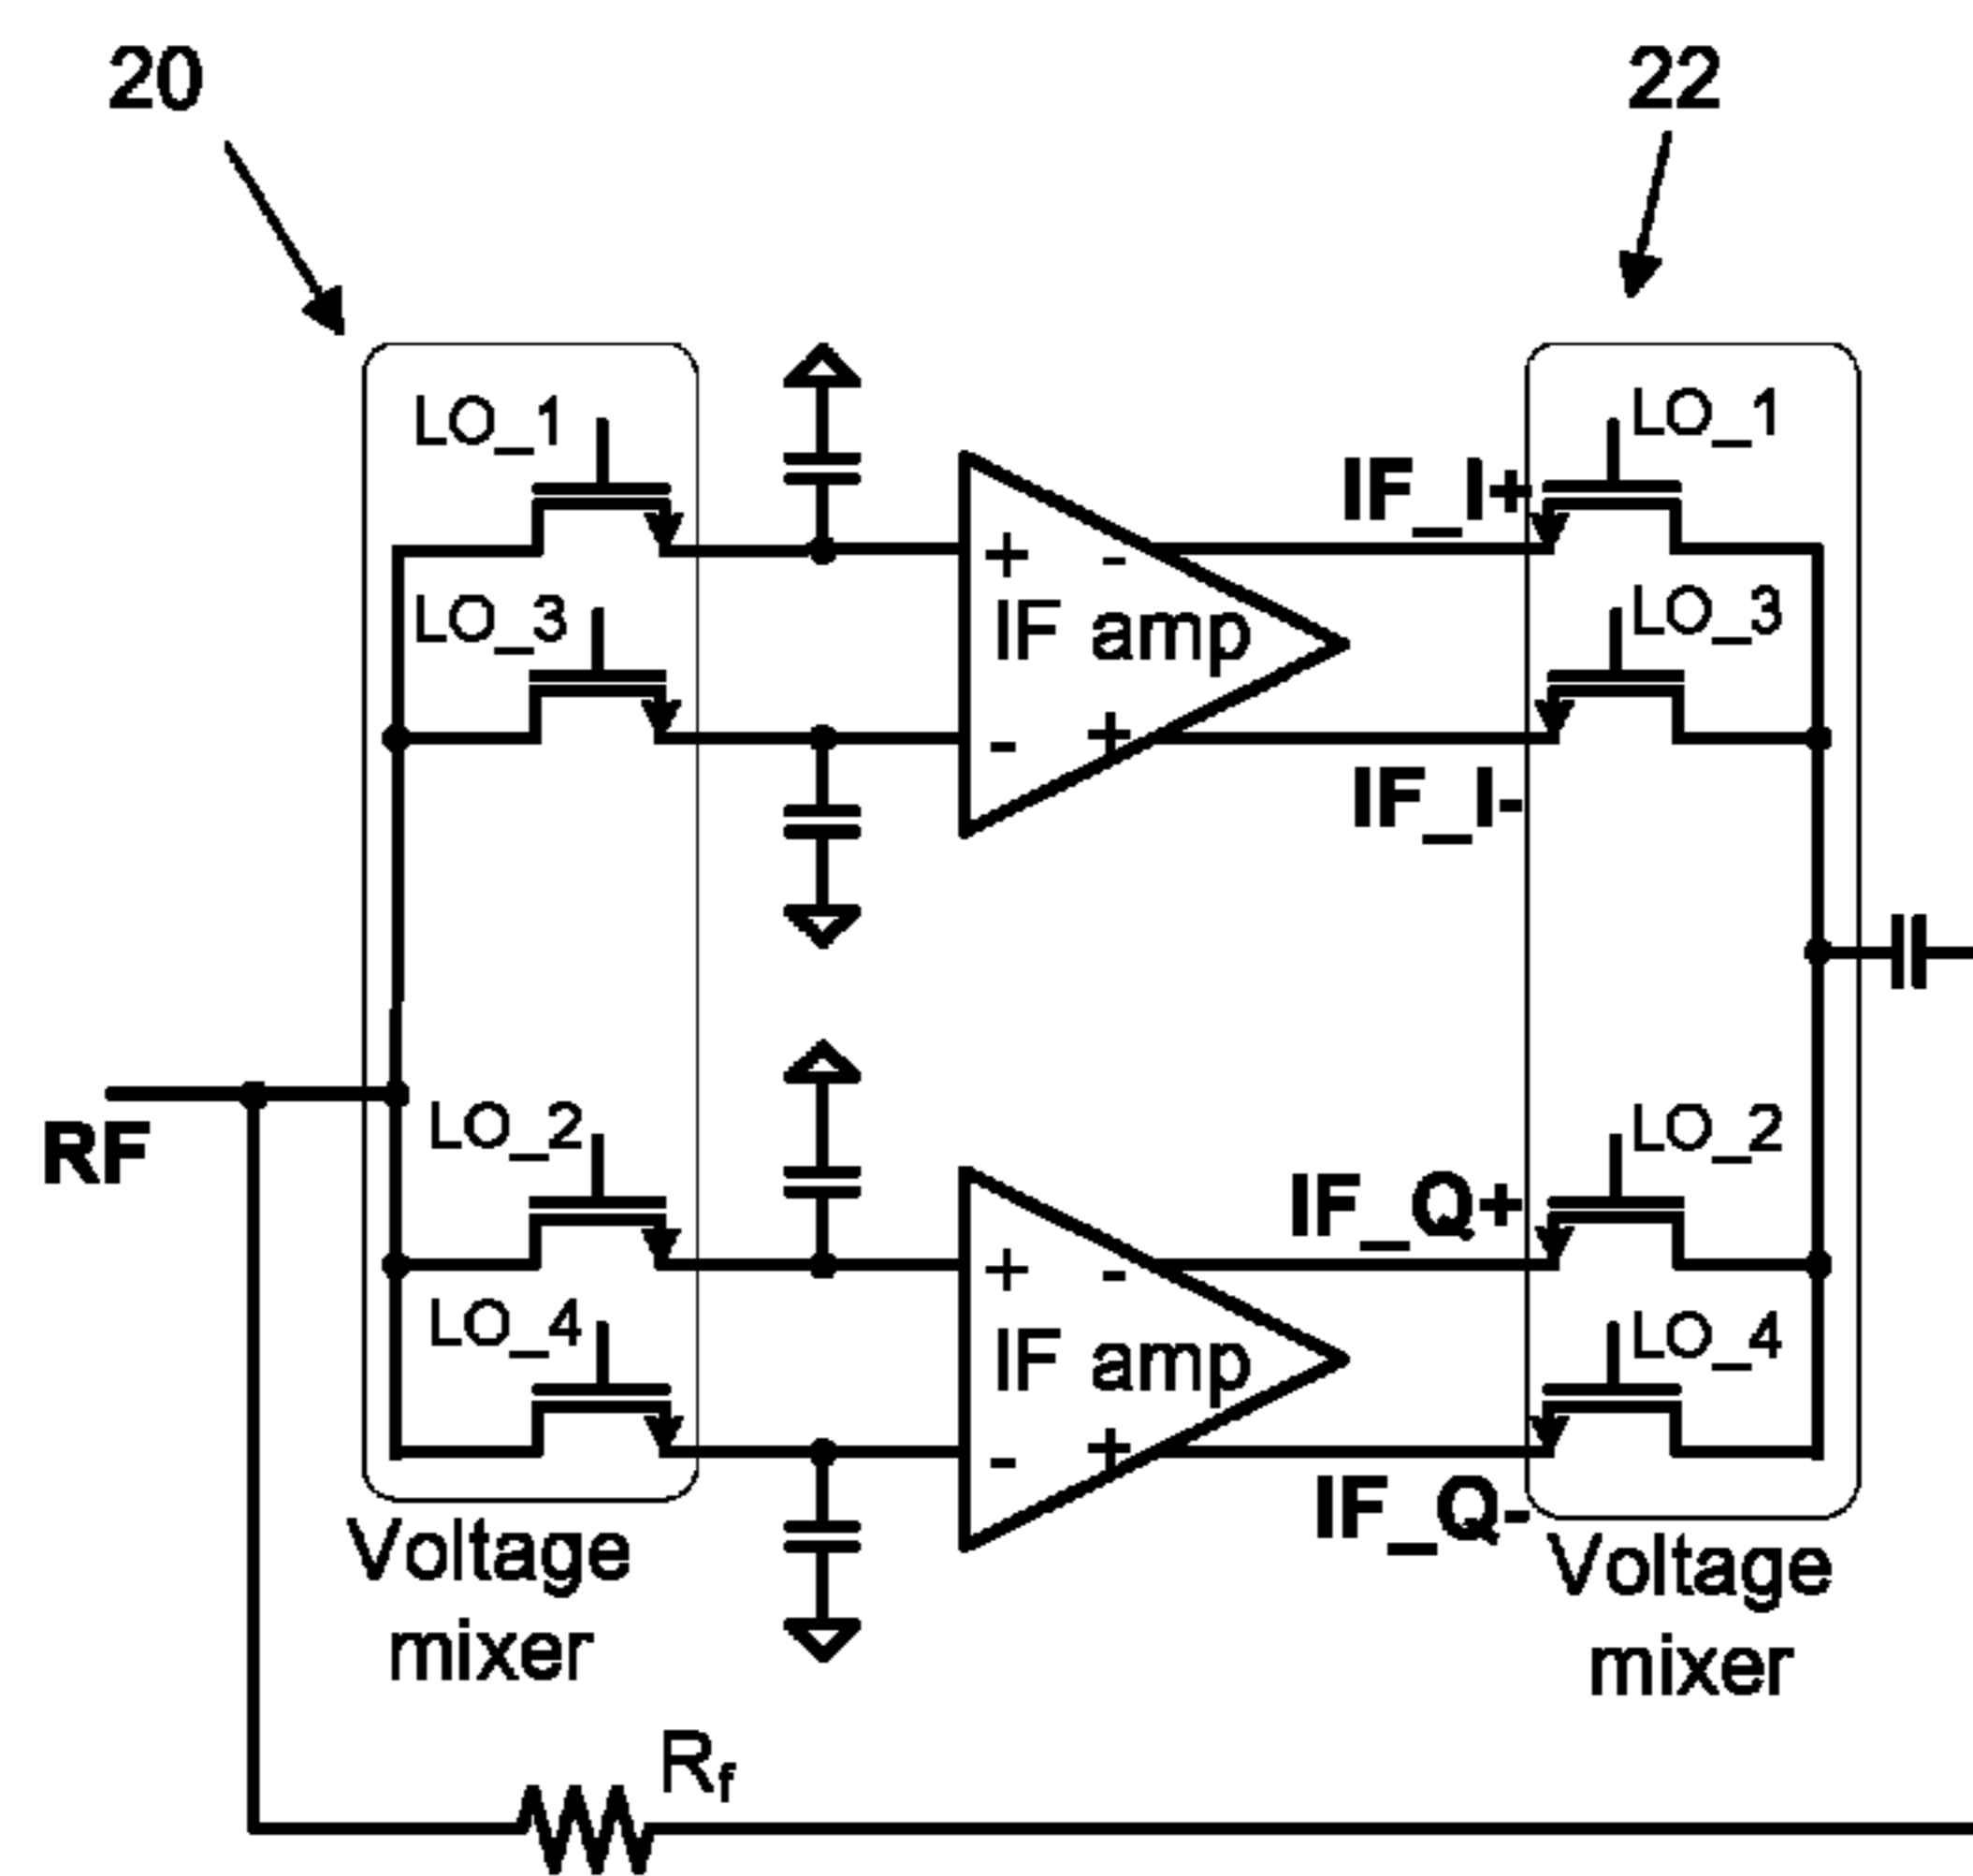 20
22
LO_1
LO_1
IF_I+
LO_3
LO_3
+ -
IF amp
- +
IF_I-
RF
LO_2
LO_2
IF_Q+
LO_4
LO_4
+ -
IF amp
- +
IF_Q-
Voltage
mixer
Voltage
mixer
Rf